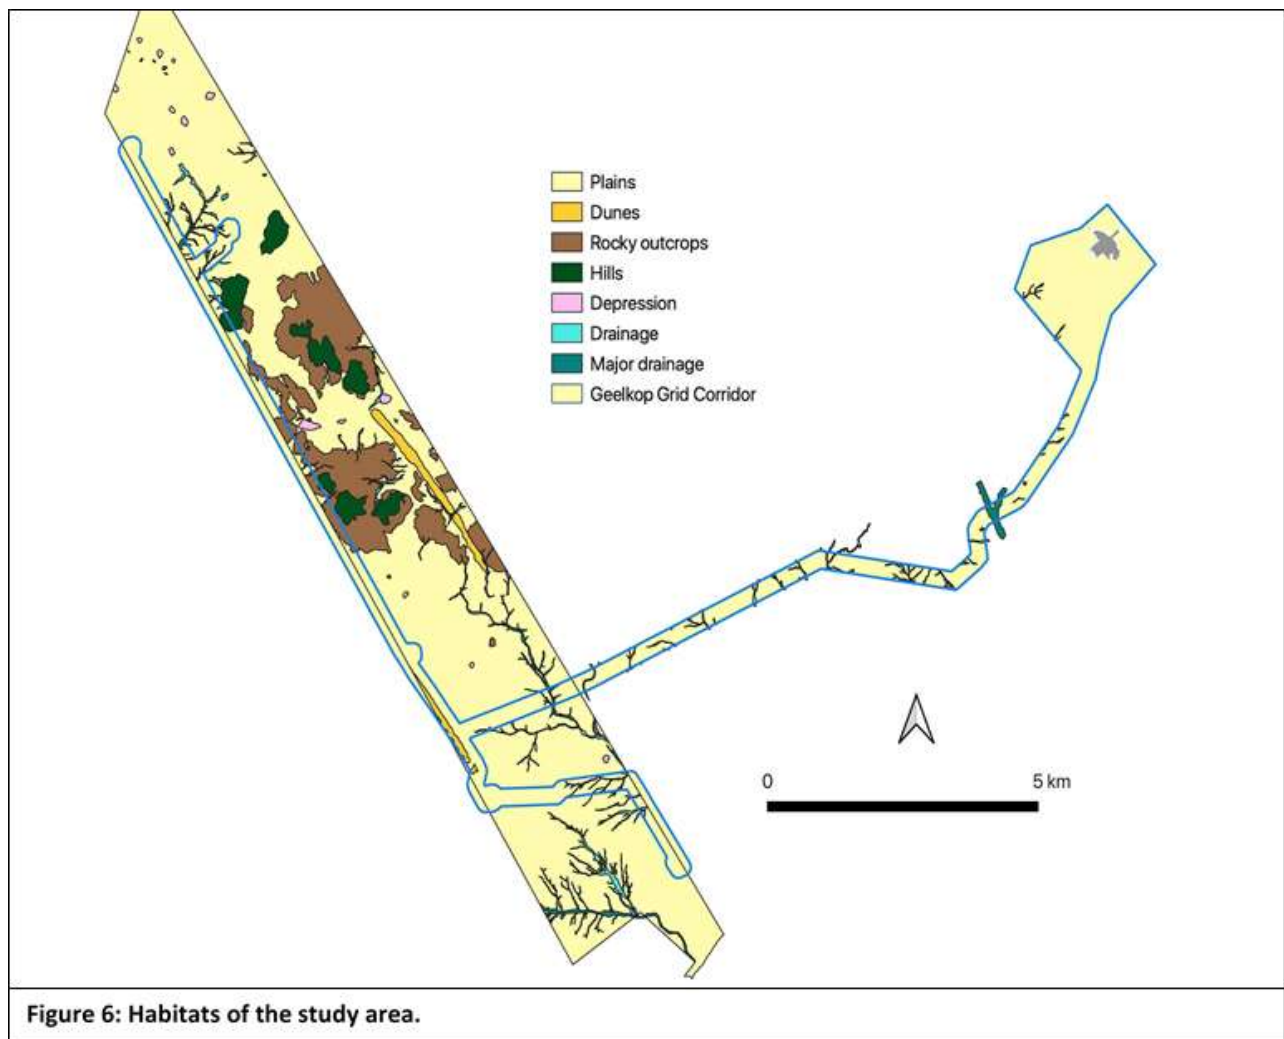 Plains
Dunes
Rocky outcrops
Hills
Depression
Drainage
Major drainage
Geelkop Grid Corridor
0 5 km
Figure 6: Habitats of the study area.